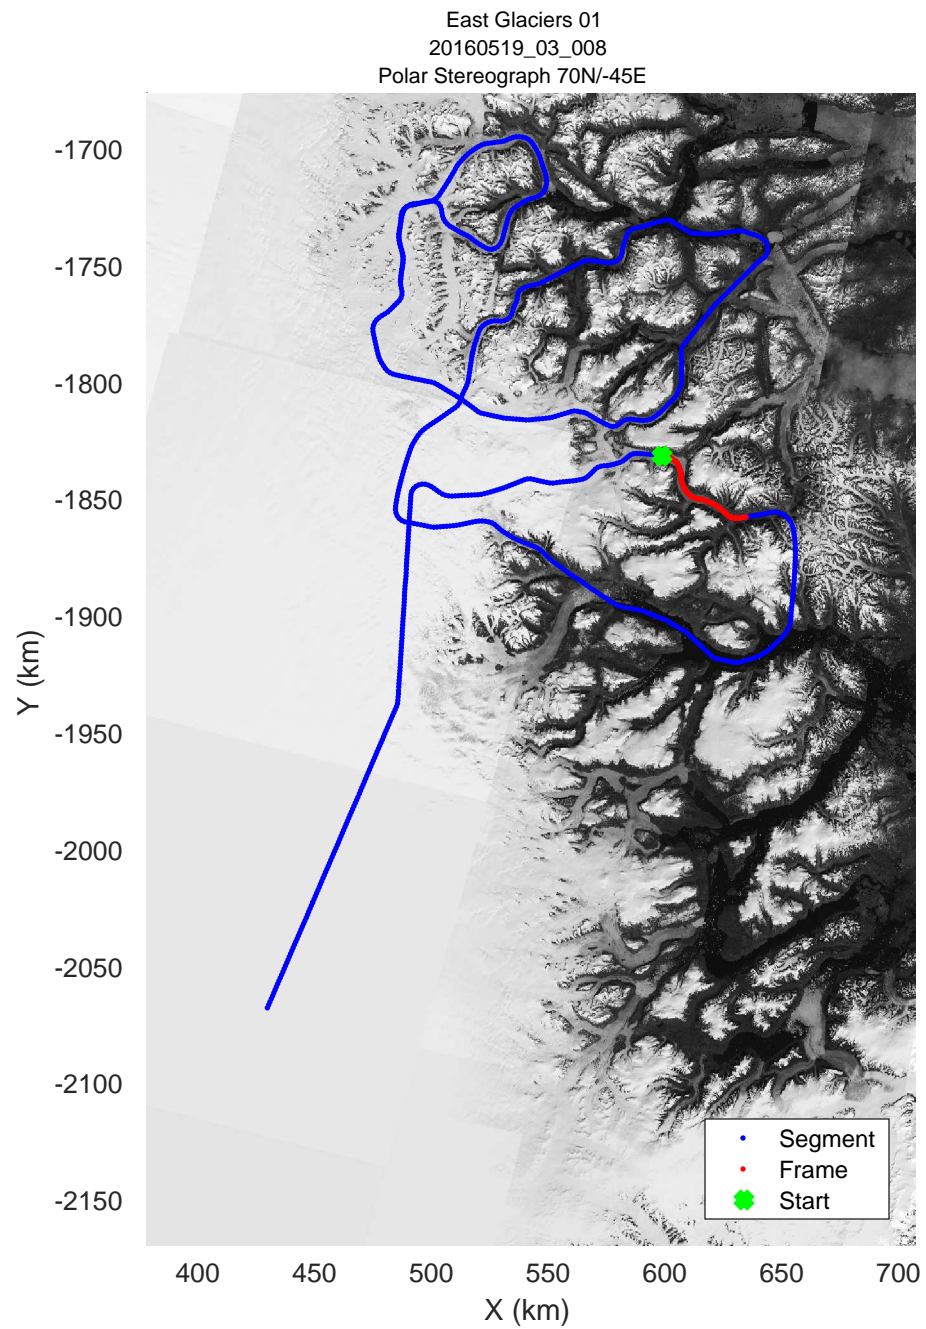 East Glaciers 01
20160519_03_008
Polar Stereograph 70N/-45E
-1700
-1750
-1800
-1850
-1900
-1950
-2000
-2050
-2100
-2150
Y (km)
Segment
Frame
Start
400 450 500 550 600 650 700
X (km)